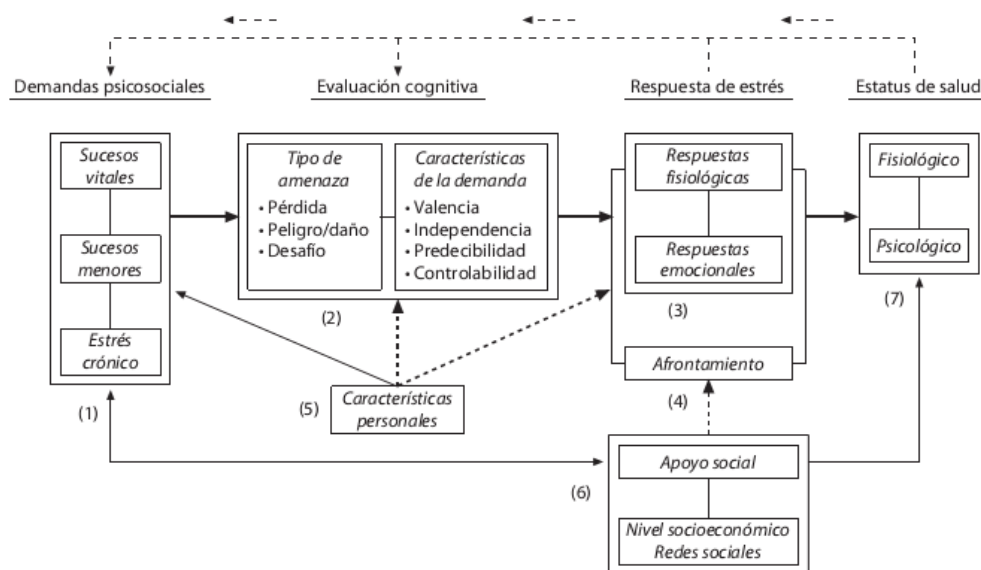 Demandas psicosociales
Evaluación cognitiva
Respuesta de estrés
Estatus de salud
Sucesos
vitales
Sucesos
menores
Estrés
crónico
(1)
Tipo de
amenaza
• Pérdida
• Peligro/daño
• Desafío
Características
de la demanda
• Valencia
• Independencia
• Predecibilidad
• Controlabilidad
(2)
Respuestas
fisiológicas
Respuestas
emocionales
(3)
Afrontamiento
(4)
Fisiológico
Psicológico
(7)
(5)
Características
personales
(6)
Apoyo social
Nivel socioeconómico
Redes sociales